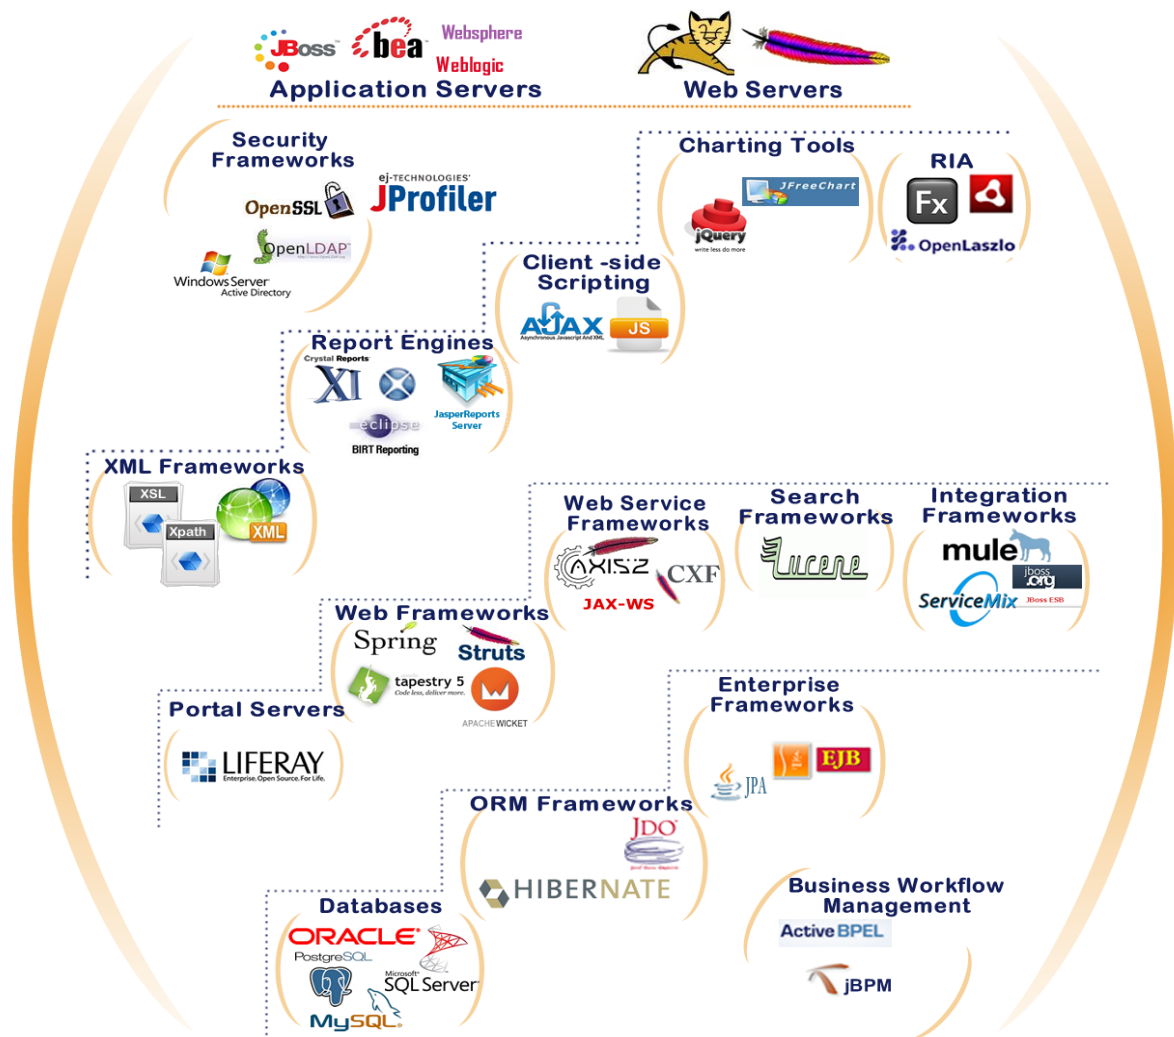 JBoss™
bea™
Websphere
Weblogic
Application Servers
Web Servers
Security
Frameworks
OpenSSL
ej-TECHNOLOGIES'
JProfiler
OpenLDAP
Windows Server
Active Directory
Charting Tools
JFreeChart
jQuery
write less do more
RIA
Fx
OpenLaszlo
Client -side
Scripting
AJAX
Asynchronous Javascript And XML
JS
Report Engines
Crystal Reports
XI
JasperReports
Server
eclipse
BIRT Reporting
XML Frameworks
XSL
Xpath
XML
Web Service
Frameworks
AXIS2
CXF
JAX-WS
Search
Frameworks
Lucene
Integration
Frameworks
mule
jboss
.org
ServiceMix
JBoss ESB
Web Frameworks
Spring
Struts
tapestry 5
Code less, deliver more.
APACHE WICKET
Portal Servers
LIFERAY
Enterprise. Open Source. For Life.
Enterprise
Frameworks
EJB
JPA
ORM Frameworks
JDO™
HIBERNATE
Databases
ORACLE®
PostgreSQL
Microsoft®
SQL Server
MySQL®
Business Workflow
Management
ActiveBPEL
jBPM